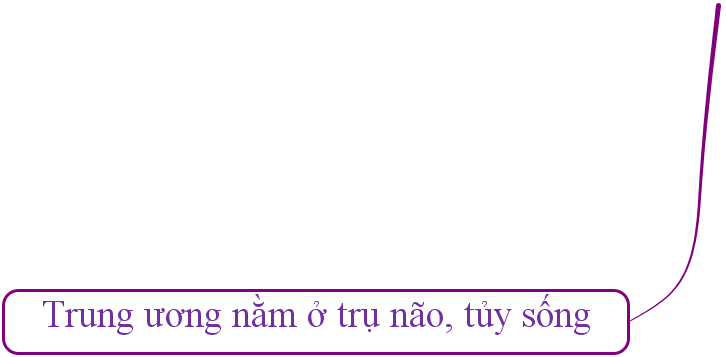 Trung ương nằm ở trụ não, tủy sống